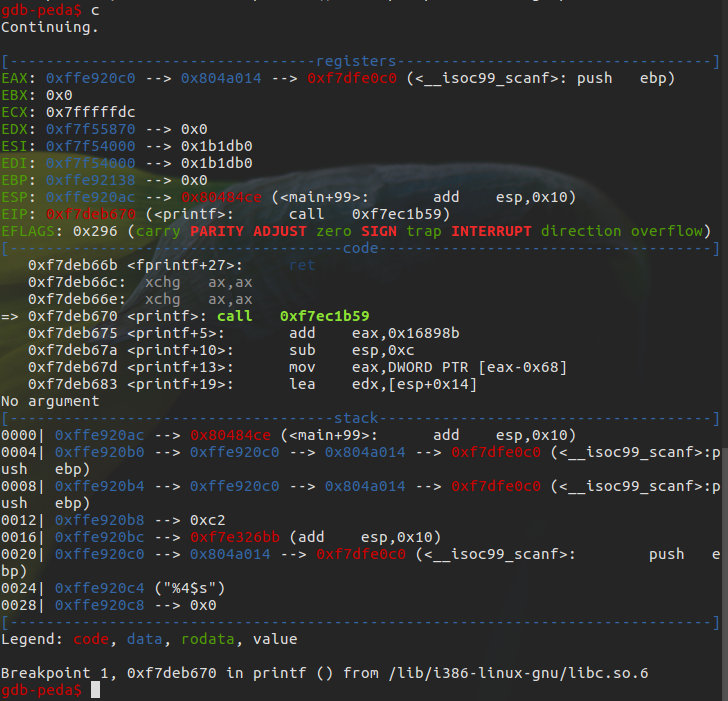 gdb-peda$ c
Continuing.
[----------------------------------registers-----------------------------------]
EAX: 0xffe920c0 --> 0x804a014 --> 0xf7dfe0c0 (<__isoc99_scanf>: push   ebp)
EBX: 0x0
ECX: 0x7fffffdc
EDX: 0xf7f55870 --> 0x0
ESI: 0xf7f54000 --> 0x1b1db0
EDI: 0xf7f54000 --> 0x1b1db0
EBP: 0xffe92138 --> 0x0
ESP: 0xffe920ac --> 0x80484ce (<main+99>:      add    esp,0x10)
EIP: 0xf7deb670 (<printf>:      call   0xf7ec1b59)
EFLAGS: 0x296 (carry PARITY ADJUST zero SIGN trap INTERRUPT direction overflow)
[-------------------------------------code-------------------------------------]
   0xf7deb66b <fprintf+27>:     ret
   0xf7deb66c:  xchg   ax,ax
   0xf7deb66e:  xchg   ax,ax
=> 0xf7deb670 <printf>: call   0xf7ec1b59
   0xf7deb675 <printf+5>:       add    eax,0x16898b
   0xf7deb67a <printf+10>:      sub    esp,0xc
   0xf7deb67d <printf+13>:      mov    eax,DWORD PTR [eax-0x68]
   0xf7deb683 <printf+19>:      lea    edx,[esp+0x14]
No argument
[------------------------------------stack-------------------------------------]
0000| 0xffe920ac --> 0x80484ce (<main+99>:      add    esp,0x10)
0004| 0xffe920b0 --> 0xffe920c0 --> 0x804a014 --> 0xf7dfe0c0 (<__isoc99_scanf>:p
ush   ebp)
0008| 0xffe920b4 --> 0xffe920c0 --> 0x804a014 --> 0xf7dfe0c0 (<__isoc99_scanf>:p
ush   ebp)
0012| 0xffe920b8 --> 0xc2
0016| 0xffe920bc --> 0xf7e326bb (add    esp,0x10)
0020| 0xffe920c0 --> 0x804a014 --> 0xf7dfe0c0 (<__isoc99_scanf>:        push   e
bp)
0024| 0xffe920c4 ("%4$s")
0028| 0xffe920c8 --> 0x0
[------------------------------------------------------------------------------]
Legend: code, data, rodata, value
Breakpoint 1, 0xf7deb670 in printf () from /lib/i386-linux-gnu/libc.so.6
gdb-peda$